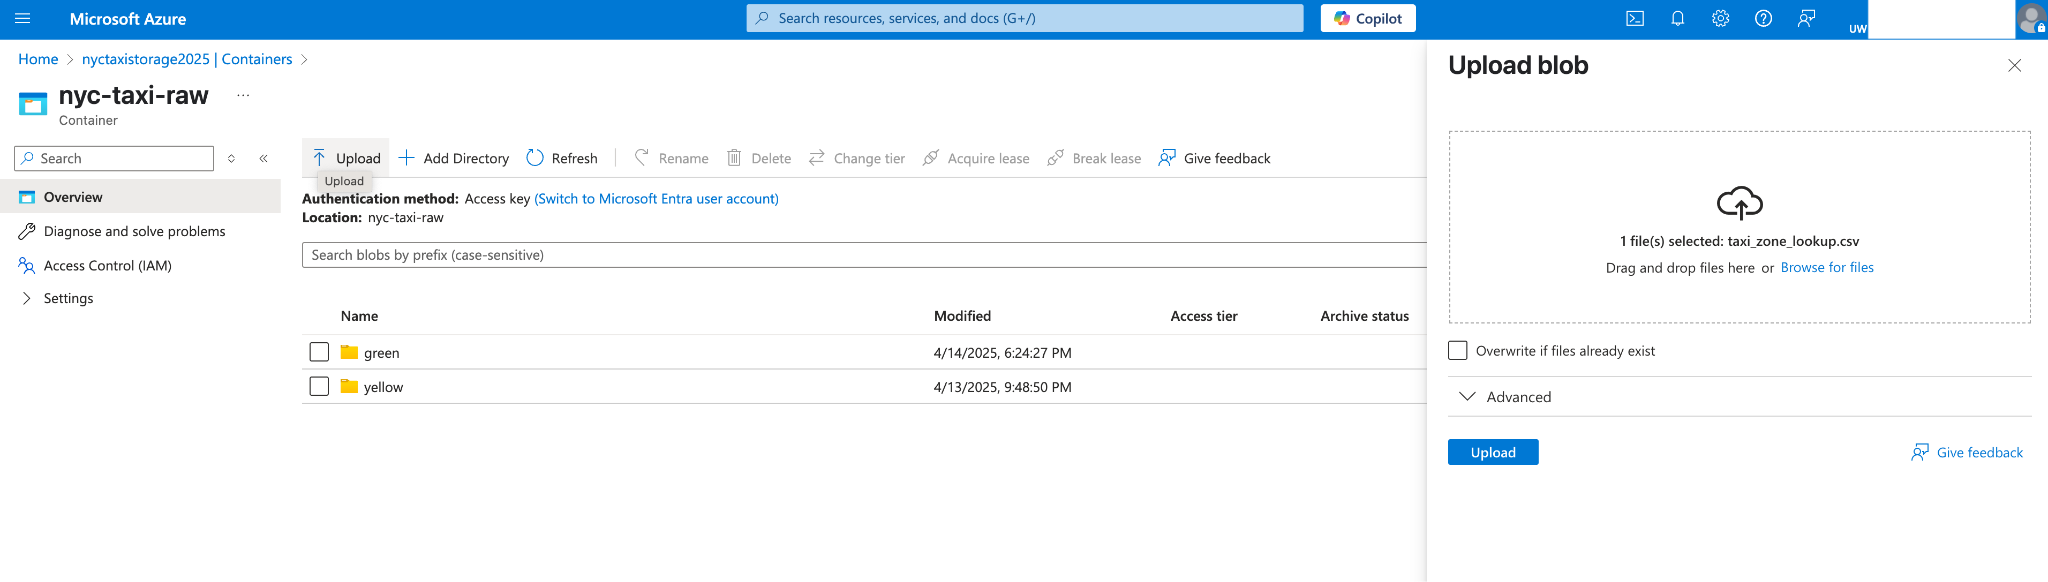 Microsoft Azure
Search resources, services, and docs (G+/)
Copilot
UW
Home > nyctaxistorage2025 | Containers >
nyc-taxi-raw ...
Container
Search
Overview
Diagnose and solve problems
Access Control (IAM)
Settings
Upload
Add Directory
Refresh
Rename
Delete
Change tier
Acquire lease
Break lease
Give feedback
Upload
Authentication method: Access key (Switch to Microsoft Entra user account)
Location: nyc-taxi-raw
Search blobs by prefix (case-sensitive)
Name Modified Access tier Archive status
green 4/14/2025, 6:24:27 PM
yellow 4/13/2025, 9:48:50 PM
Upload blob
1 file(s) selected: taxi_zone_lookup.csv
Drag and drop files here or Browse for files
Overwrite if files already exist
Advanced
Upload
Give feedback